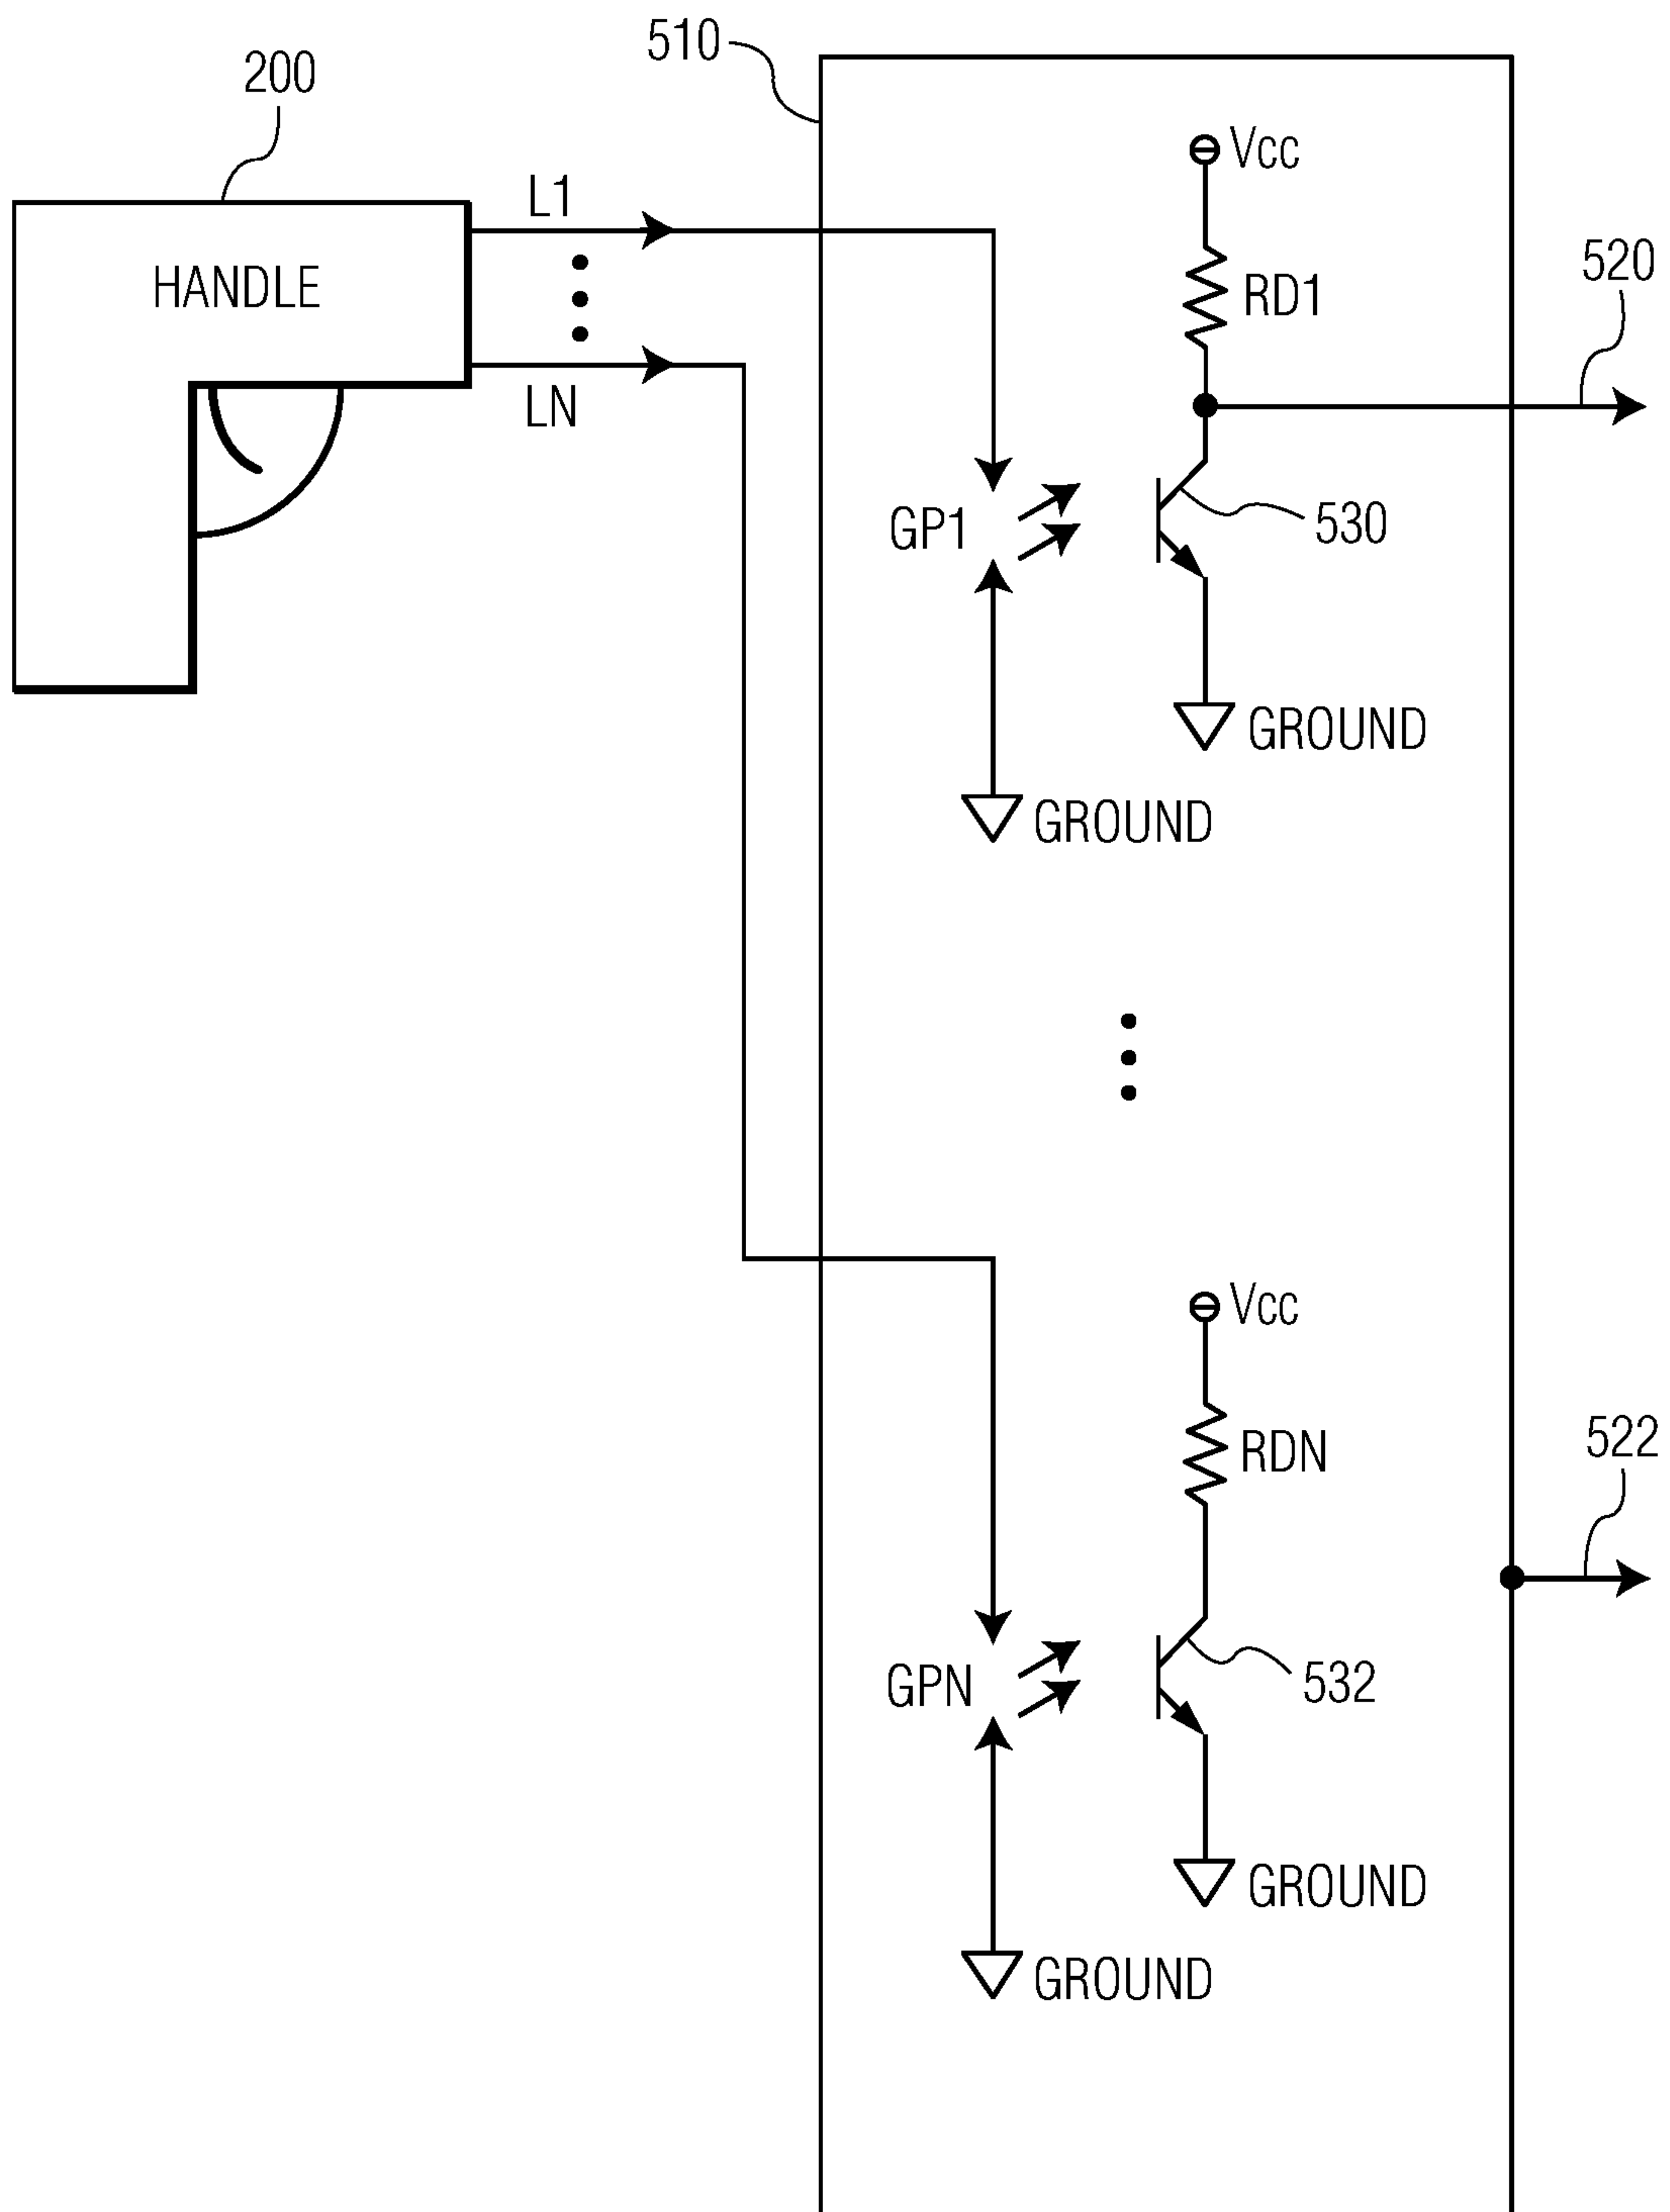 510
200
Vcc
L1
HANDLE
RD1
520
LN
GP1
530
GROUND
GROUND
Vcc
RDN
522
GPN
532
GROUND
GROUND